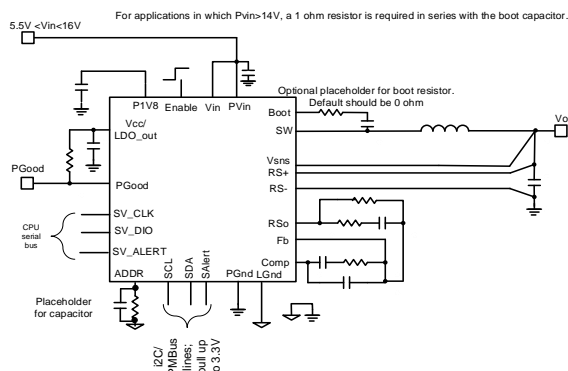 For applications in which Pvin>14V, a 1 ohm resistor is required in series with the boot capacitor.
5.5V <Vin<16V
P1V8
Enable
Vin
PVin
Optional placeholder for boot resistor.
Default should be 0 ohm
Vcc/
LDO_out
Boot
SW
Vo
Vsns
RS+
RS-
PGood
PGood
CPU
serial
bus
SV_CLK
SV_DIO
SV_ALERT
RSo
Fb
Comp
ADDR
SCL
SDA
SAlert
PGnd
LGnd
Placeholder
for capacitor
i2C/
PMBus
lines;
pull up
3.3V